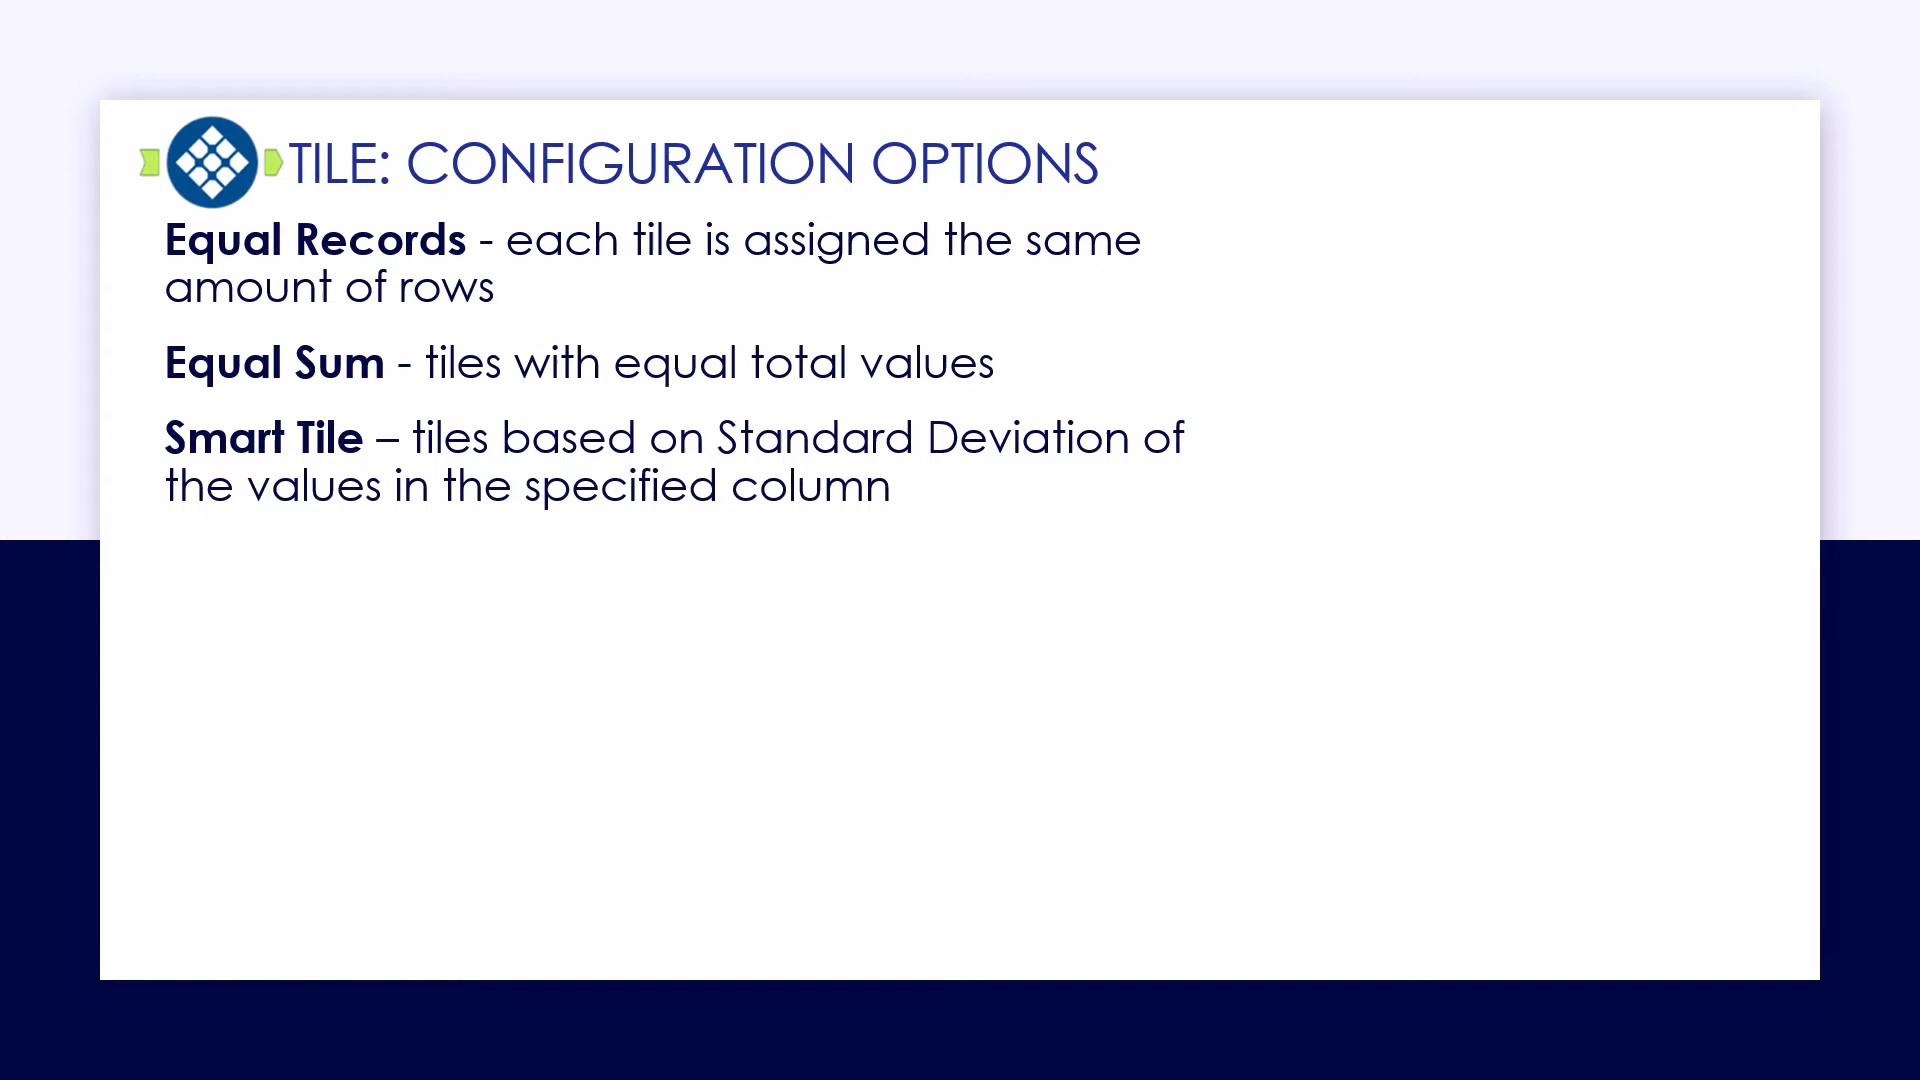 TILE: CONFIGURATION OPTIONS
Equal Records - each tile is assigned the same
amount of rows
Equal Sum - tiles with equal total values
Smart Tile – tiles based on Standard Deviation of
the values in the specified column